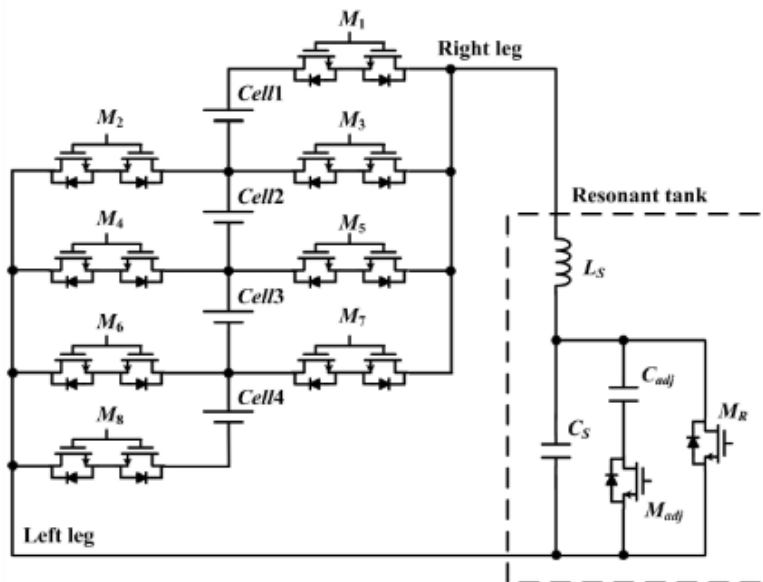 M1
Right leg
Cell1
M2
M3
Cell2
Resonant tank
M4
M5
LS
Cell3
M6
M7
Cadj
MR
Cell4
M8
CS
Madj
Left leg